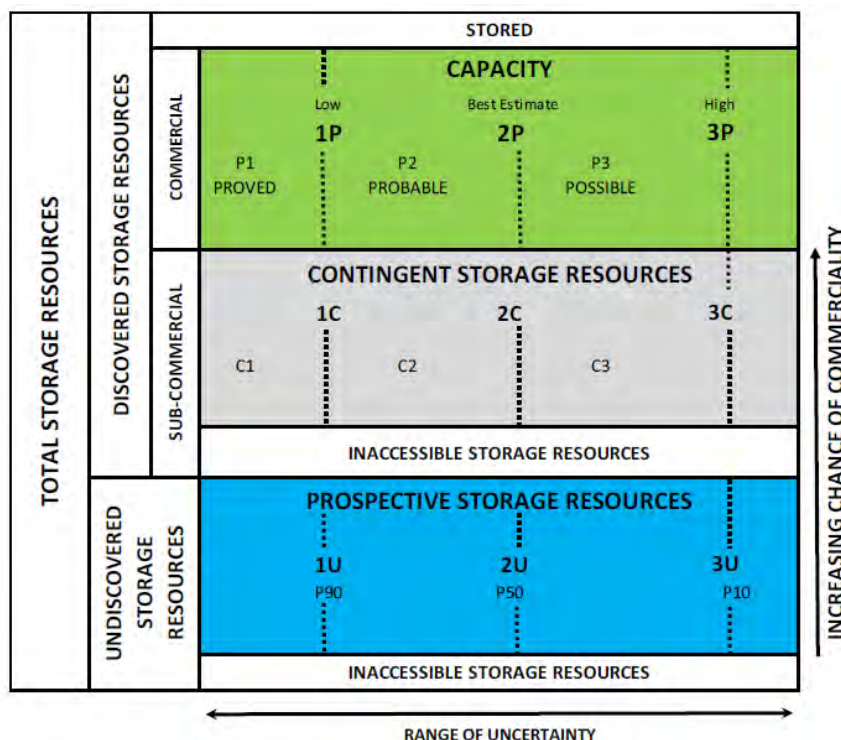 TOTAL STORAGE RESOURCES
DISCOVERED STORAGE RESOURCES
COMMERCIAL
STORED
CAPACITY
Low
Best Estimate
High
1P
2P
3P
P1
PROVED
P2
PROBABLE
P3
POSSIBLE
SUB-COMMERCIAL
CONTINGENT STORAGE RESOURCES
1C
2C
3C
C1
C2
C3
INACCESSIBLE STORAGE RESOURCES
UNDISCOVERED
STORAGE
RESOURCES
PROSPECTIVE STORAGE RESOURCES
1U
2U
3U
P90
P50
P10
INACCESSIBLE STORAGE RESOURCES
INCREASING CHANCE OF COMMERCIALITY
RANGE OF UNCERTAINTY